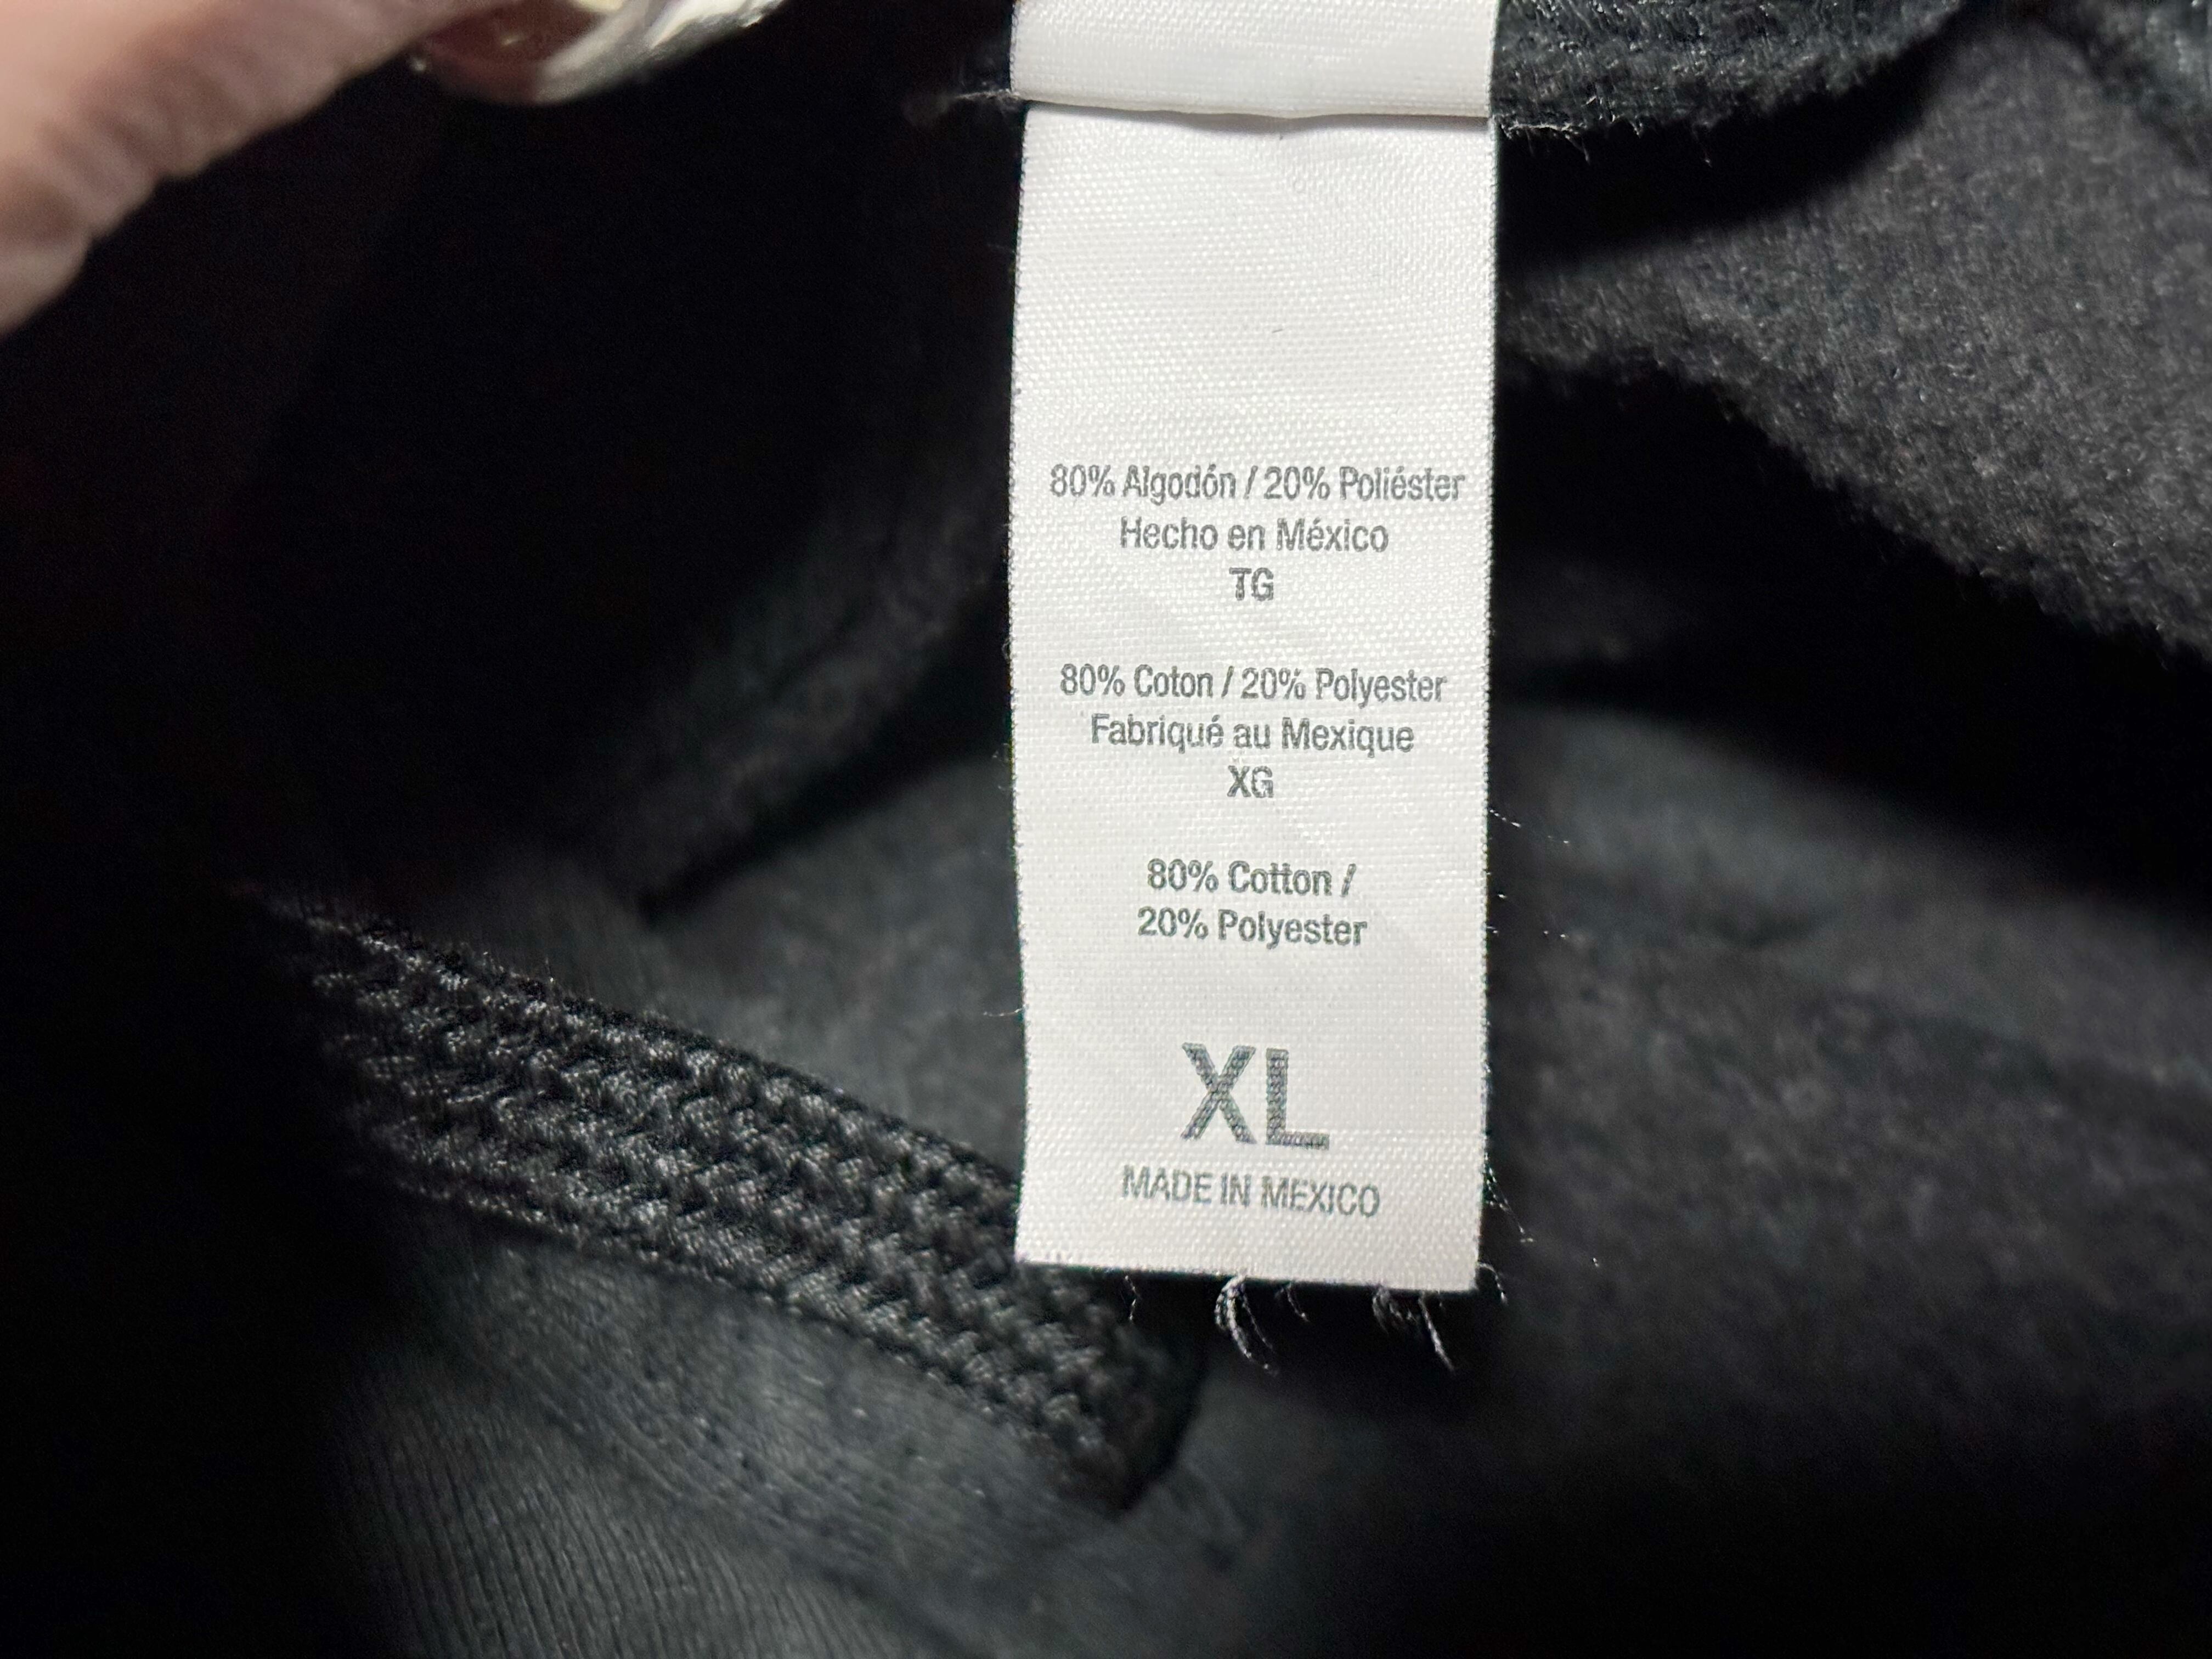 80% Algodón / 20% Poliéster
Hecho en México
TG
80% Coton / 20% Polyester
Fabriqué au Mexique
XG
80% Cotton /
20% Polyester
XL
MADE IN MEXICO